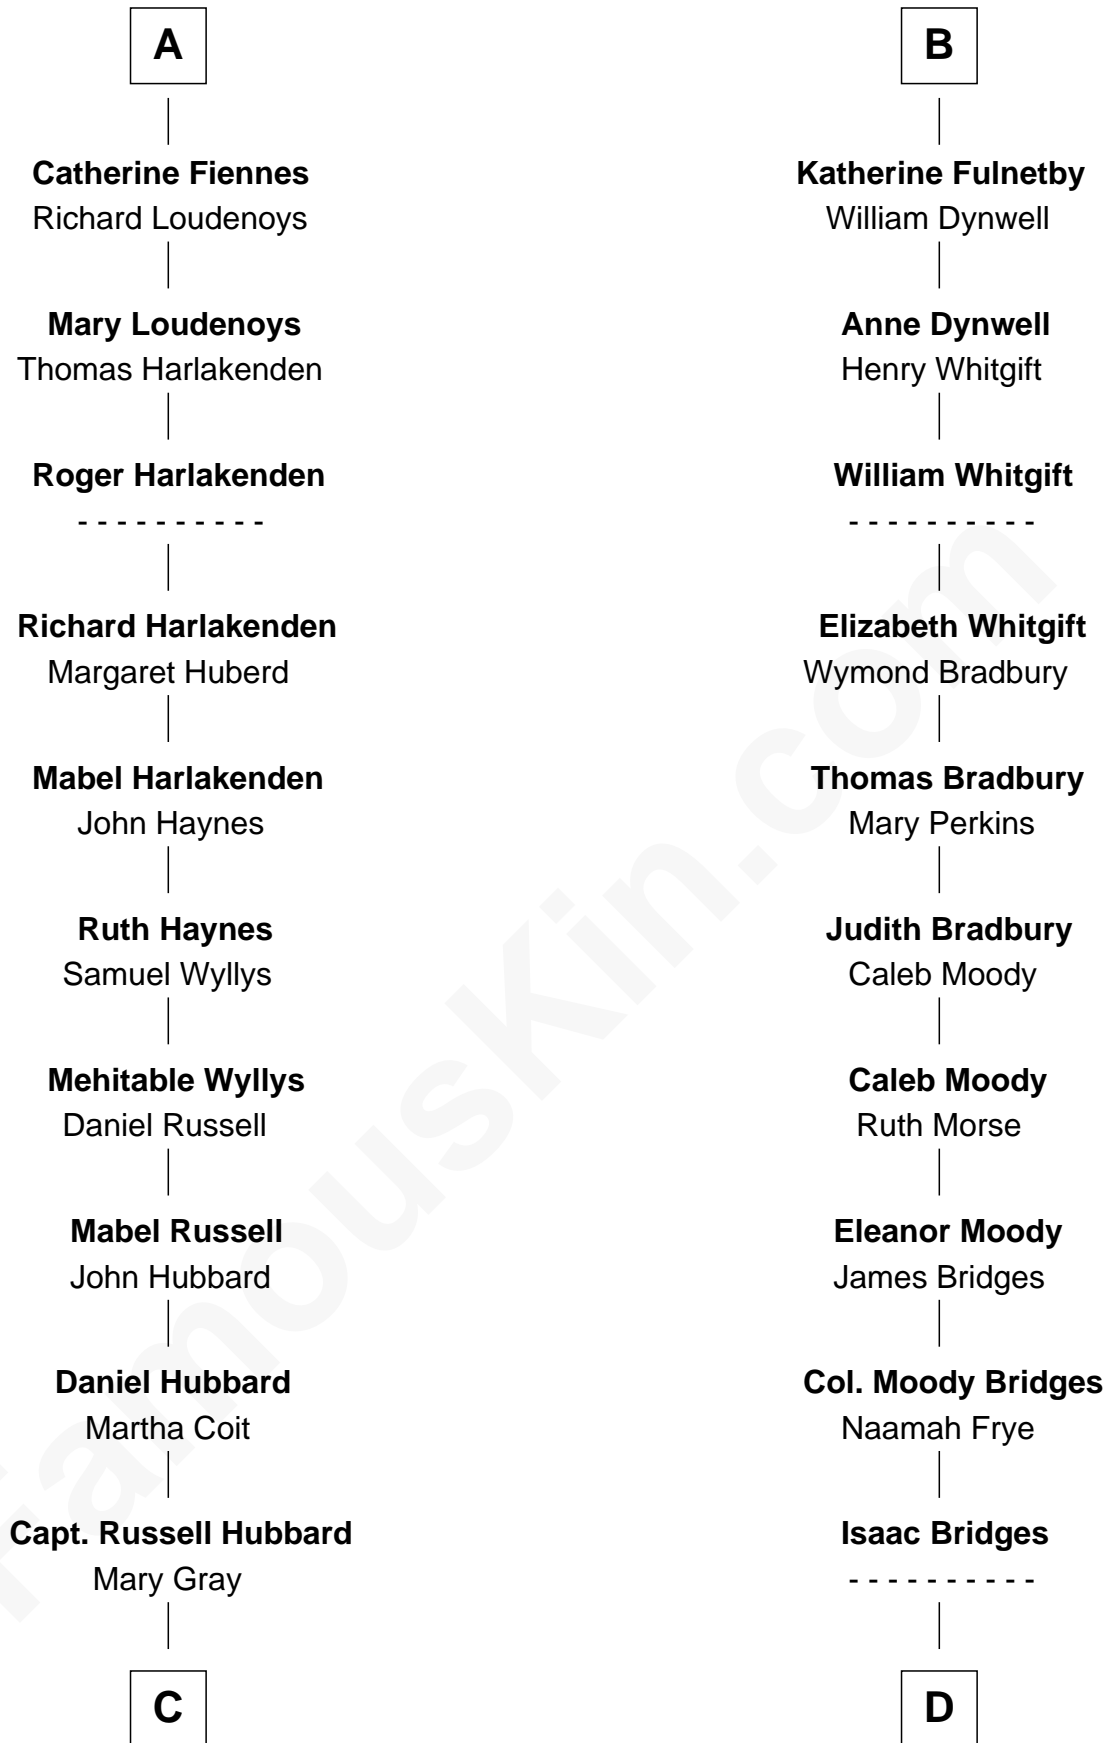 A
Catherine Fiennes
Richard Loudenoys
Mary Loudenoys
Thomas Harlakenden
Roger Harlakenden
- - - - - - - - - -
Richard Harlakenden
Margaret Huberd
Mabel Harlakenden
John Haynes
Ruth Haynes
Samuel Wyllys
Mehitable Wyllys
Daniel Russell
Mabel Russell
John Hubbard
Daniel Hubbard
Martha Coit
Capt. Russell Hubbard
Mary Gray
C
B
Katherine Fulnetby
William Dynwell
Anne Dynwell
Henry Whitgift
William Whitgift
- - - - - - - - - -
Elizabeth Whitgift
Wymond Bradbury
Thomas Bradbury
Mary Perkins
Judith Bradbury
Caleb Moody
Caleb Moody
Ruth Morse
Eleanor Moody
James Bridges
Col. Moody Bridges
Naamah Frye
Isaac Bridges
- - - - - - - - - -
D
FamousKin.com